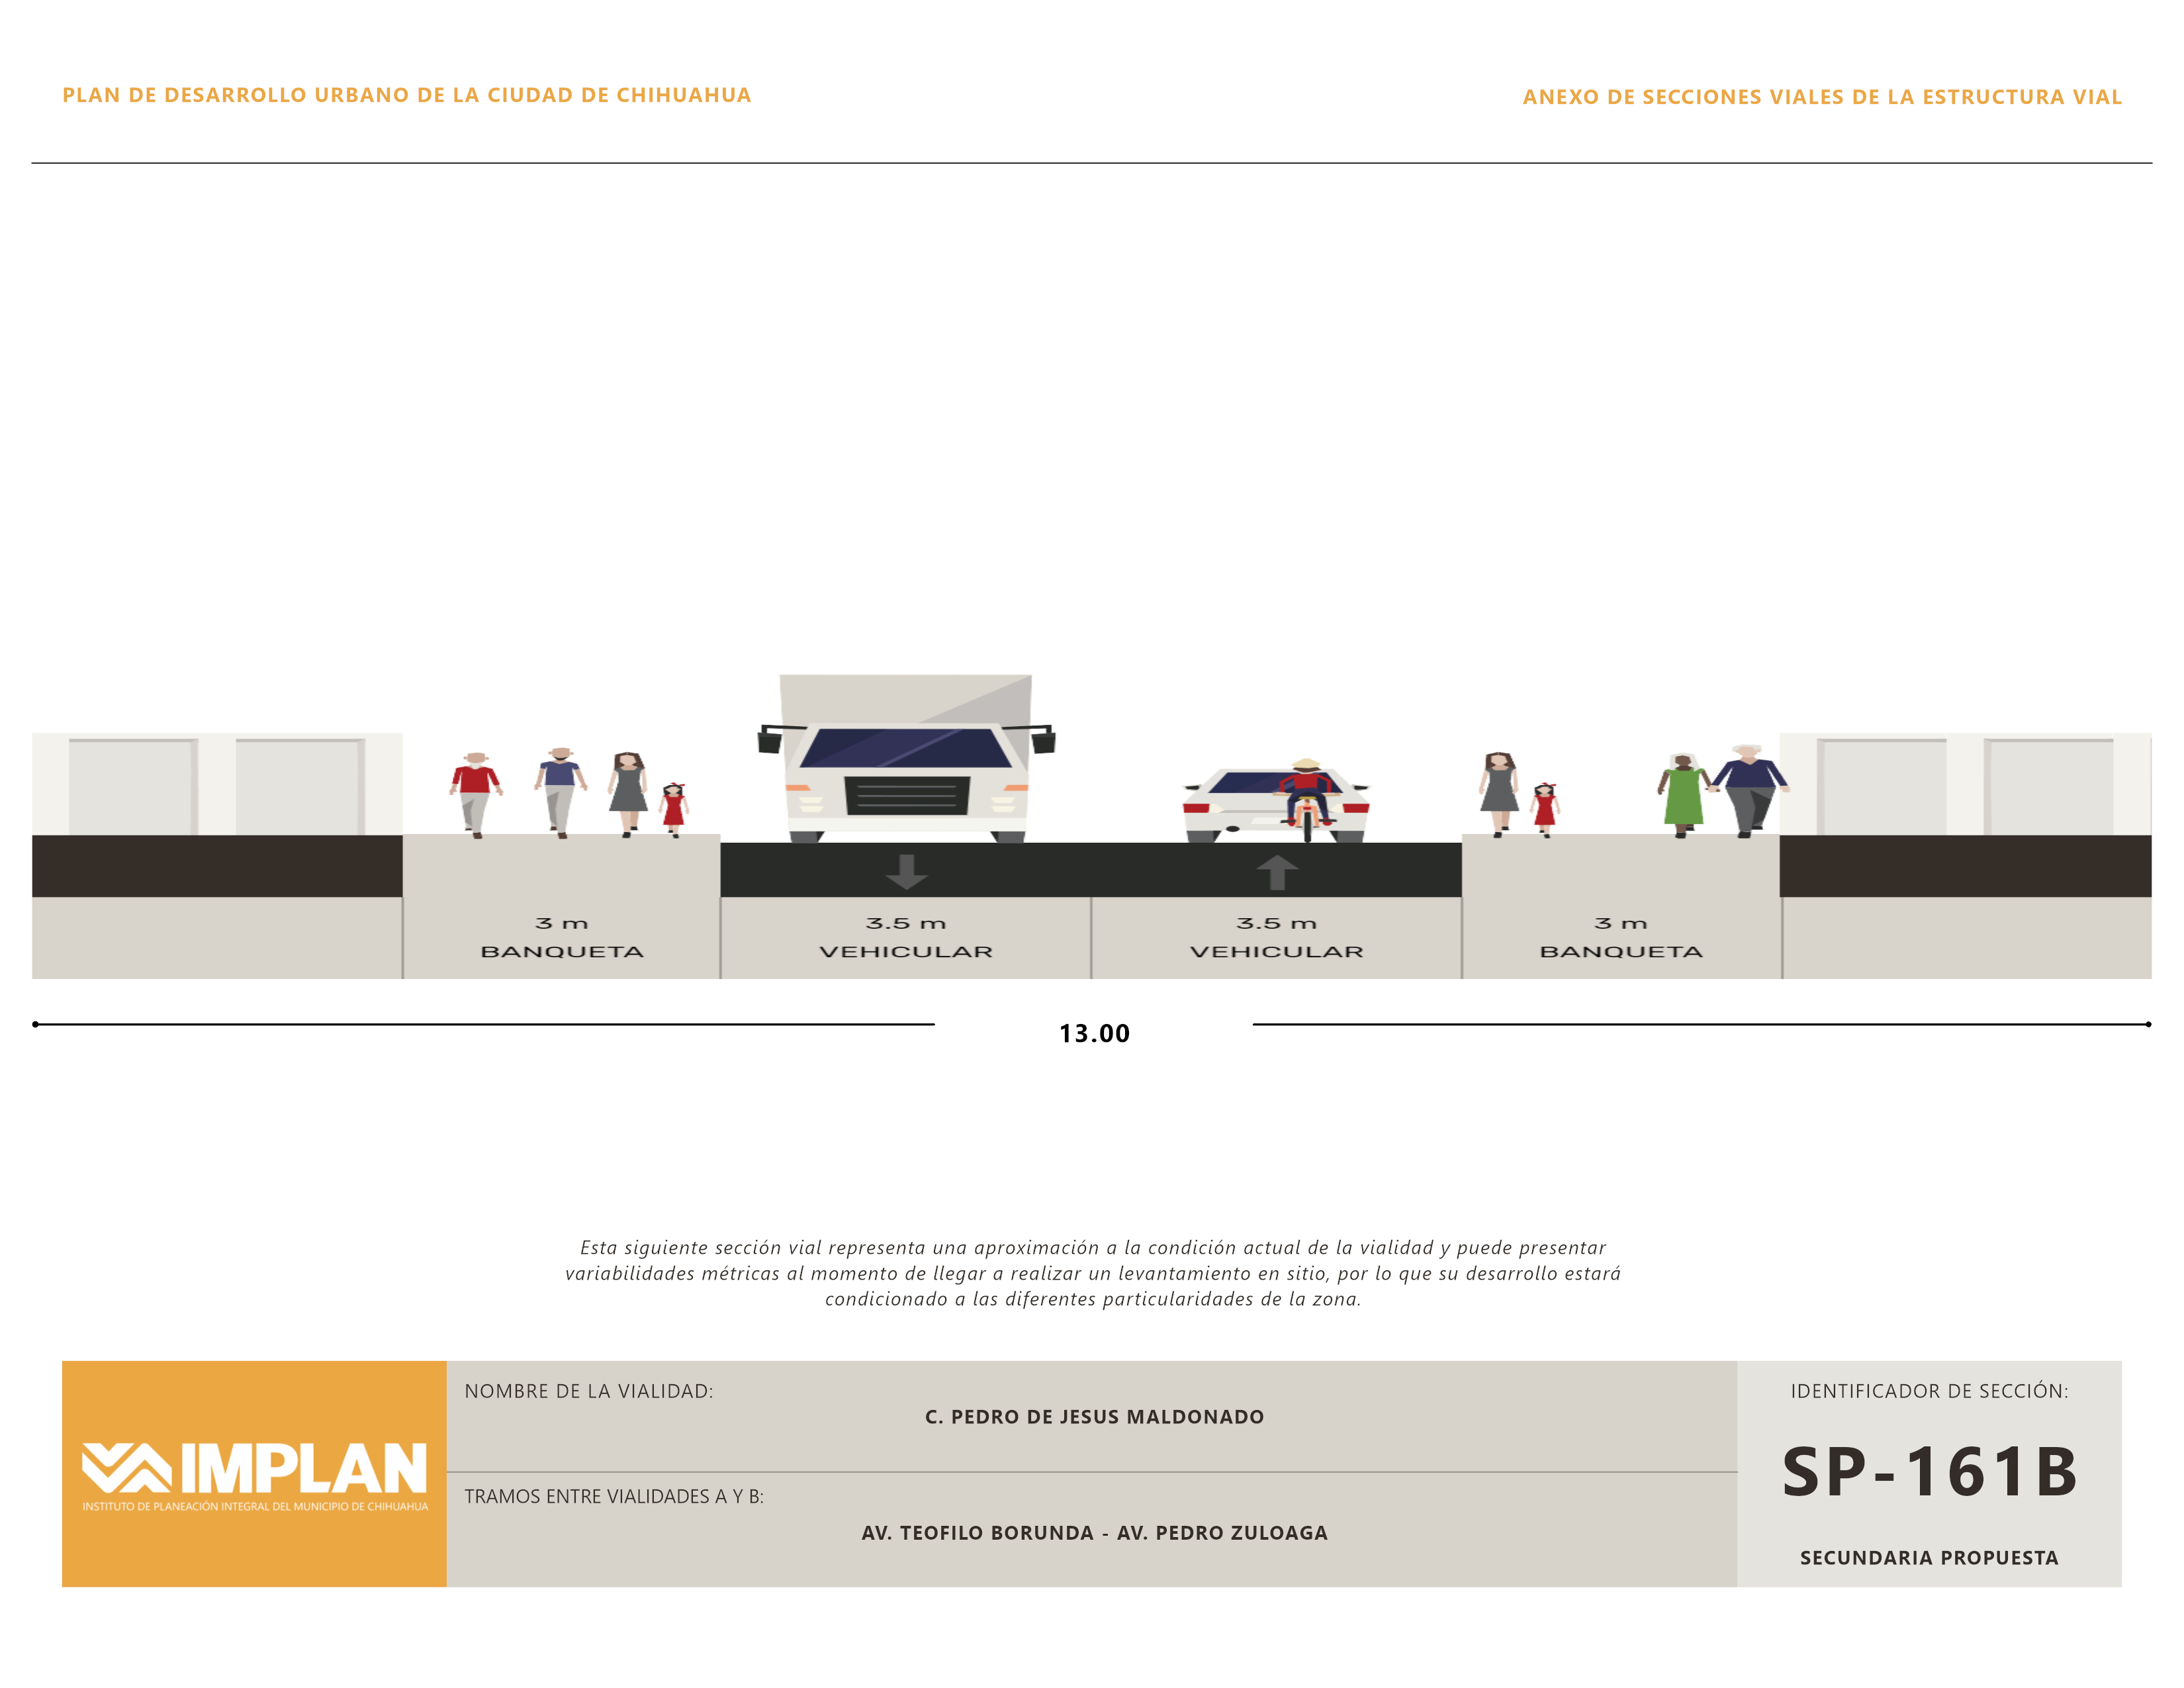 PLAN DE DESARROLLO URBANO DE LA CIUDAD DE CHIHUAHUA
ANEXO DE SECCIONES VIALES DE LA ESTRUCTURA VIAL
3 m
BANQUETA
3.5 m
VEHICULAR
3.5 m
VEHICULAR
3 m
BANQUETA
13.00
Esta siguiente sección vial representa una aproximación a la condición actual de la vialidad y puede presentar
variabilidades métricas al momento de llegar a realizar un levantamiento en sitio, por lo que su desarrollo estará
condicionado a las diferentes particularidades de la zona.
IMPLAN
INSTITUTO DE PLANEACIÓN INTEGRAL DEL MUNICIPIO DE CHIHUAHUA
NOMBRE DE LA VIALIDAD:
C. PEDRO DE JESUS MALDONADO
TRAMOS ENTRE VIALIDADES A Y B:
AV. TEOFILO BORUNDA - AV. PEDRO ZULOAGA
IDENTIFICADOR DE SECCIÓN:
SP-161B
SECUNDARIA PROPUESTA